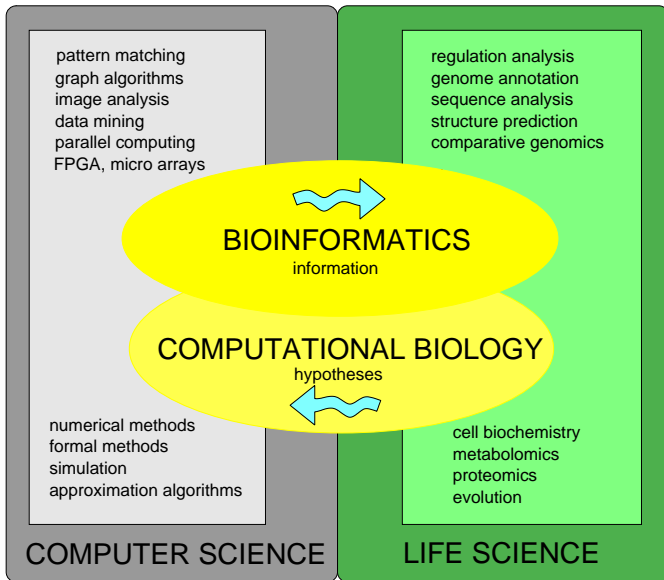 pattern matching
graph algorithms
image analysis
data mining
parallel computing
FPGA, micro arrays
regulation analysis
genome annotation
sequence analysis
structure prediction
comparative genomics
BIOINFORMATICS
information
COMPUTATIONAL BIOLOGY
hypotheses
numerical methods
formal methods
simulation
approximation algorithms
cell biochemistry
metabolomics
proteomics
evolution
COMPUTER SCIENCE
LIFE SCIENCE